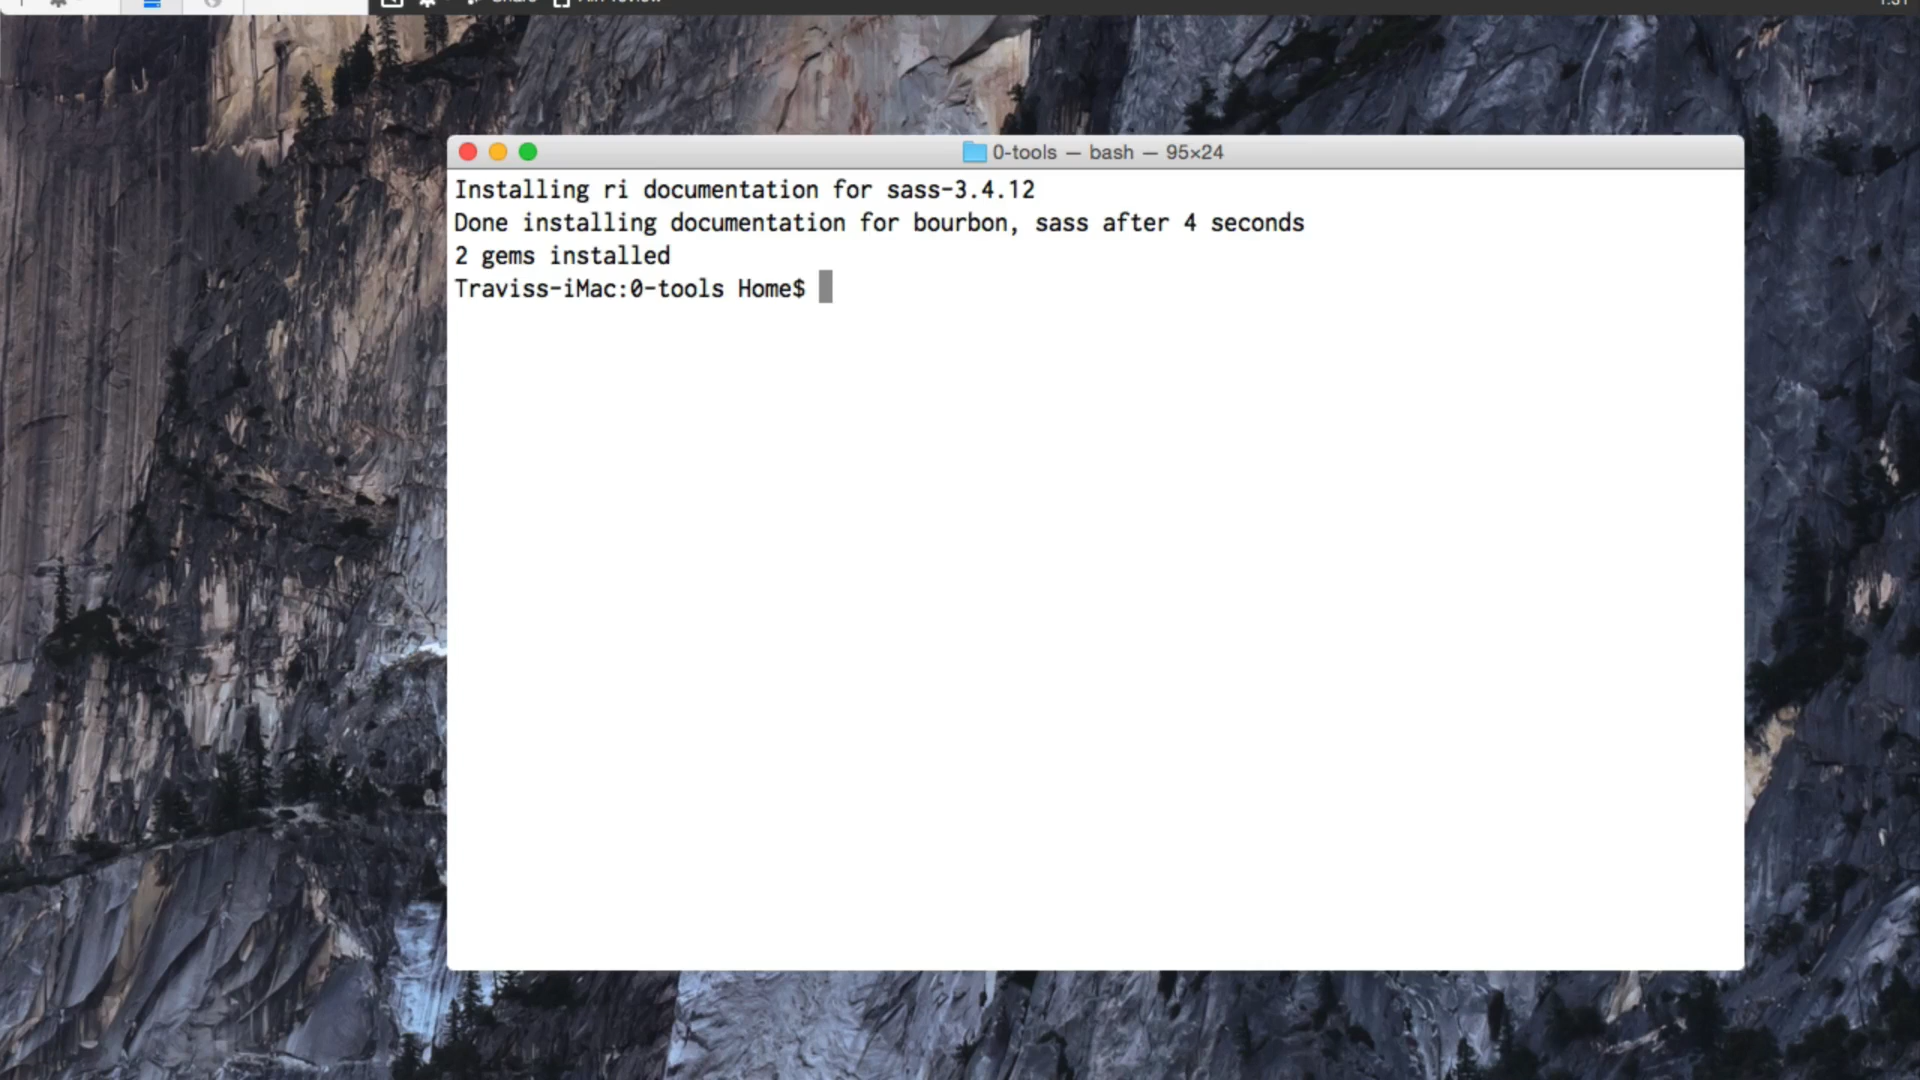 0-tools — bash — 95×24
Installing ri documentation for sass-3.4.12
Done installing documentation for bourbon, sass after 4 seconds
2 gems installed
Traviss-iMac:0-tools Home$